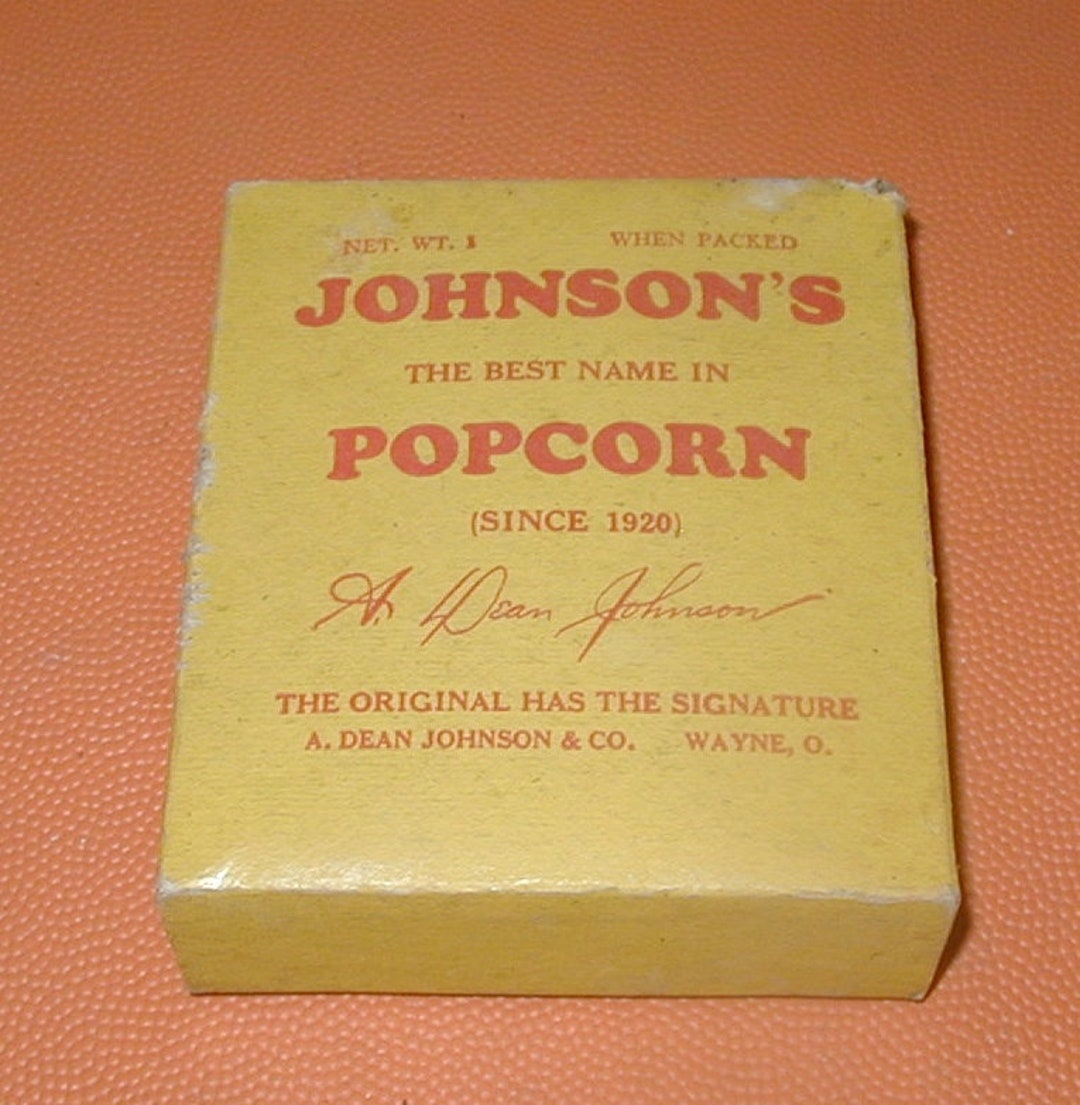 NET. WT. 1 WHEN PACKED
JOHNSON'S
THE BEST NAME IN
POPCORN
(SINCE 1920)
A. Dean Johnson
THE ORIGINAL HAS THE SIGNATURE
A. DEAN JOHNSON & CO. WAYNE, O.